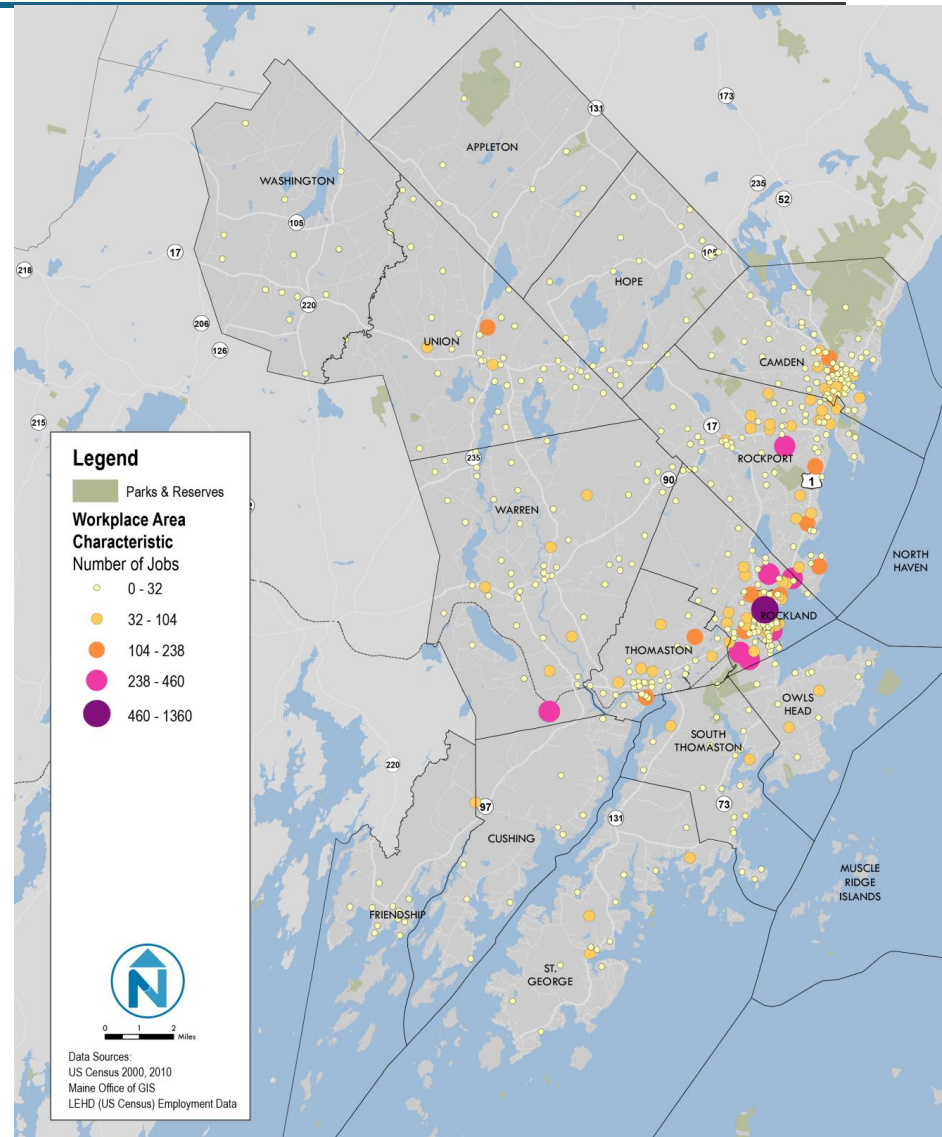 173
131
APPLETON
WASHINGTON
235
52
105
17
105
218
HOPE
220
206
UNION
126
CAMDEN
215
17
235
ROCKPORT
90
1
WARREN
NORTH
HAVEN
ROCKLAND
THOMASTON
OWLS
HEAD
SOUTH
THOMASTON
220
97
73
131
CUSHING
MUSCLE
RIDGE
ISLANDS
FRIENDSHIP
ST.
GEORGE
Legend
Parks & Reserves
Workplace Area
Characteristic
Number of Jobs
0 - 32
32 - 104
104 - 238
238 - 460
460 - 1360
N
0 1 2
Miles
Data Sources:
US Census 2000, 2010
Maine Office of GIS
LEHD (US Census) Employment Data